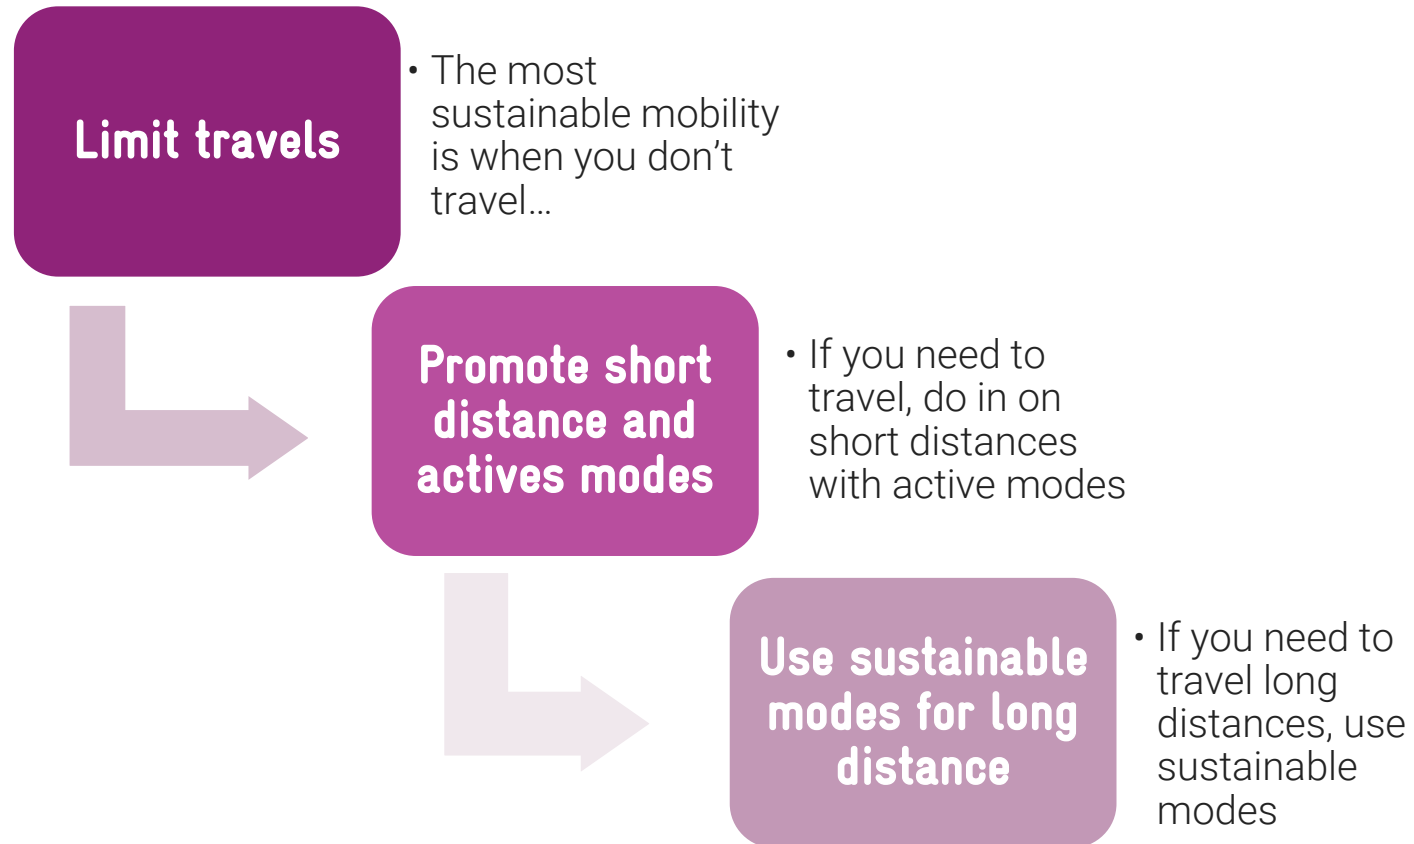 Limit travels
• The most
sustainable mobility
is when you don’t
travel...
Promote short
distance and
actives modes
• If you need to
travel, do in on
short distances
with active modes
Use sustainable
modes for long
distance
• If you need to
travel long
distances, use
sustainable
modes